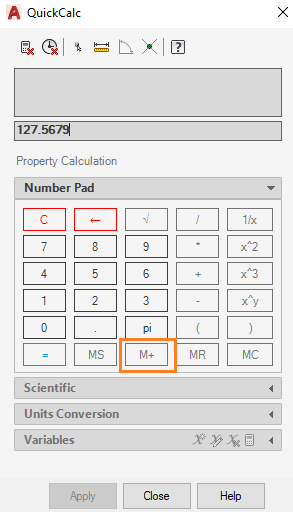 QuickCalc
127.5679
Property Calculation
Number Pad
C ← √ / 1/x
7 8 9 * x^2
4 5 6 + x^3
1 2 3 - x^y
0 . pi ( )
= MS M+ MR MC
Scientific
Units Conversion
Variables
Apply Close Help